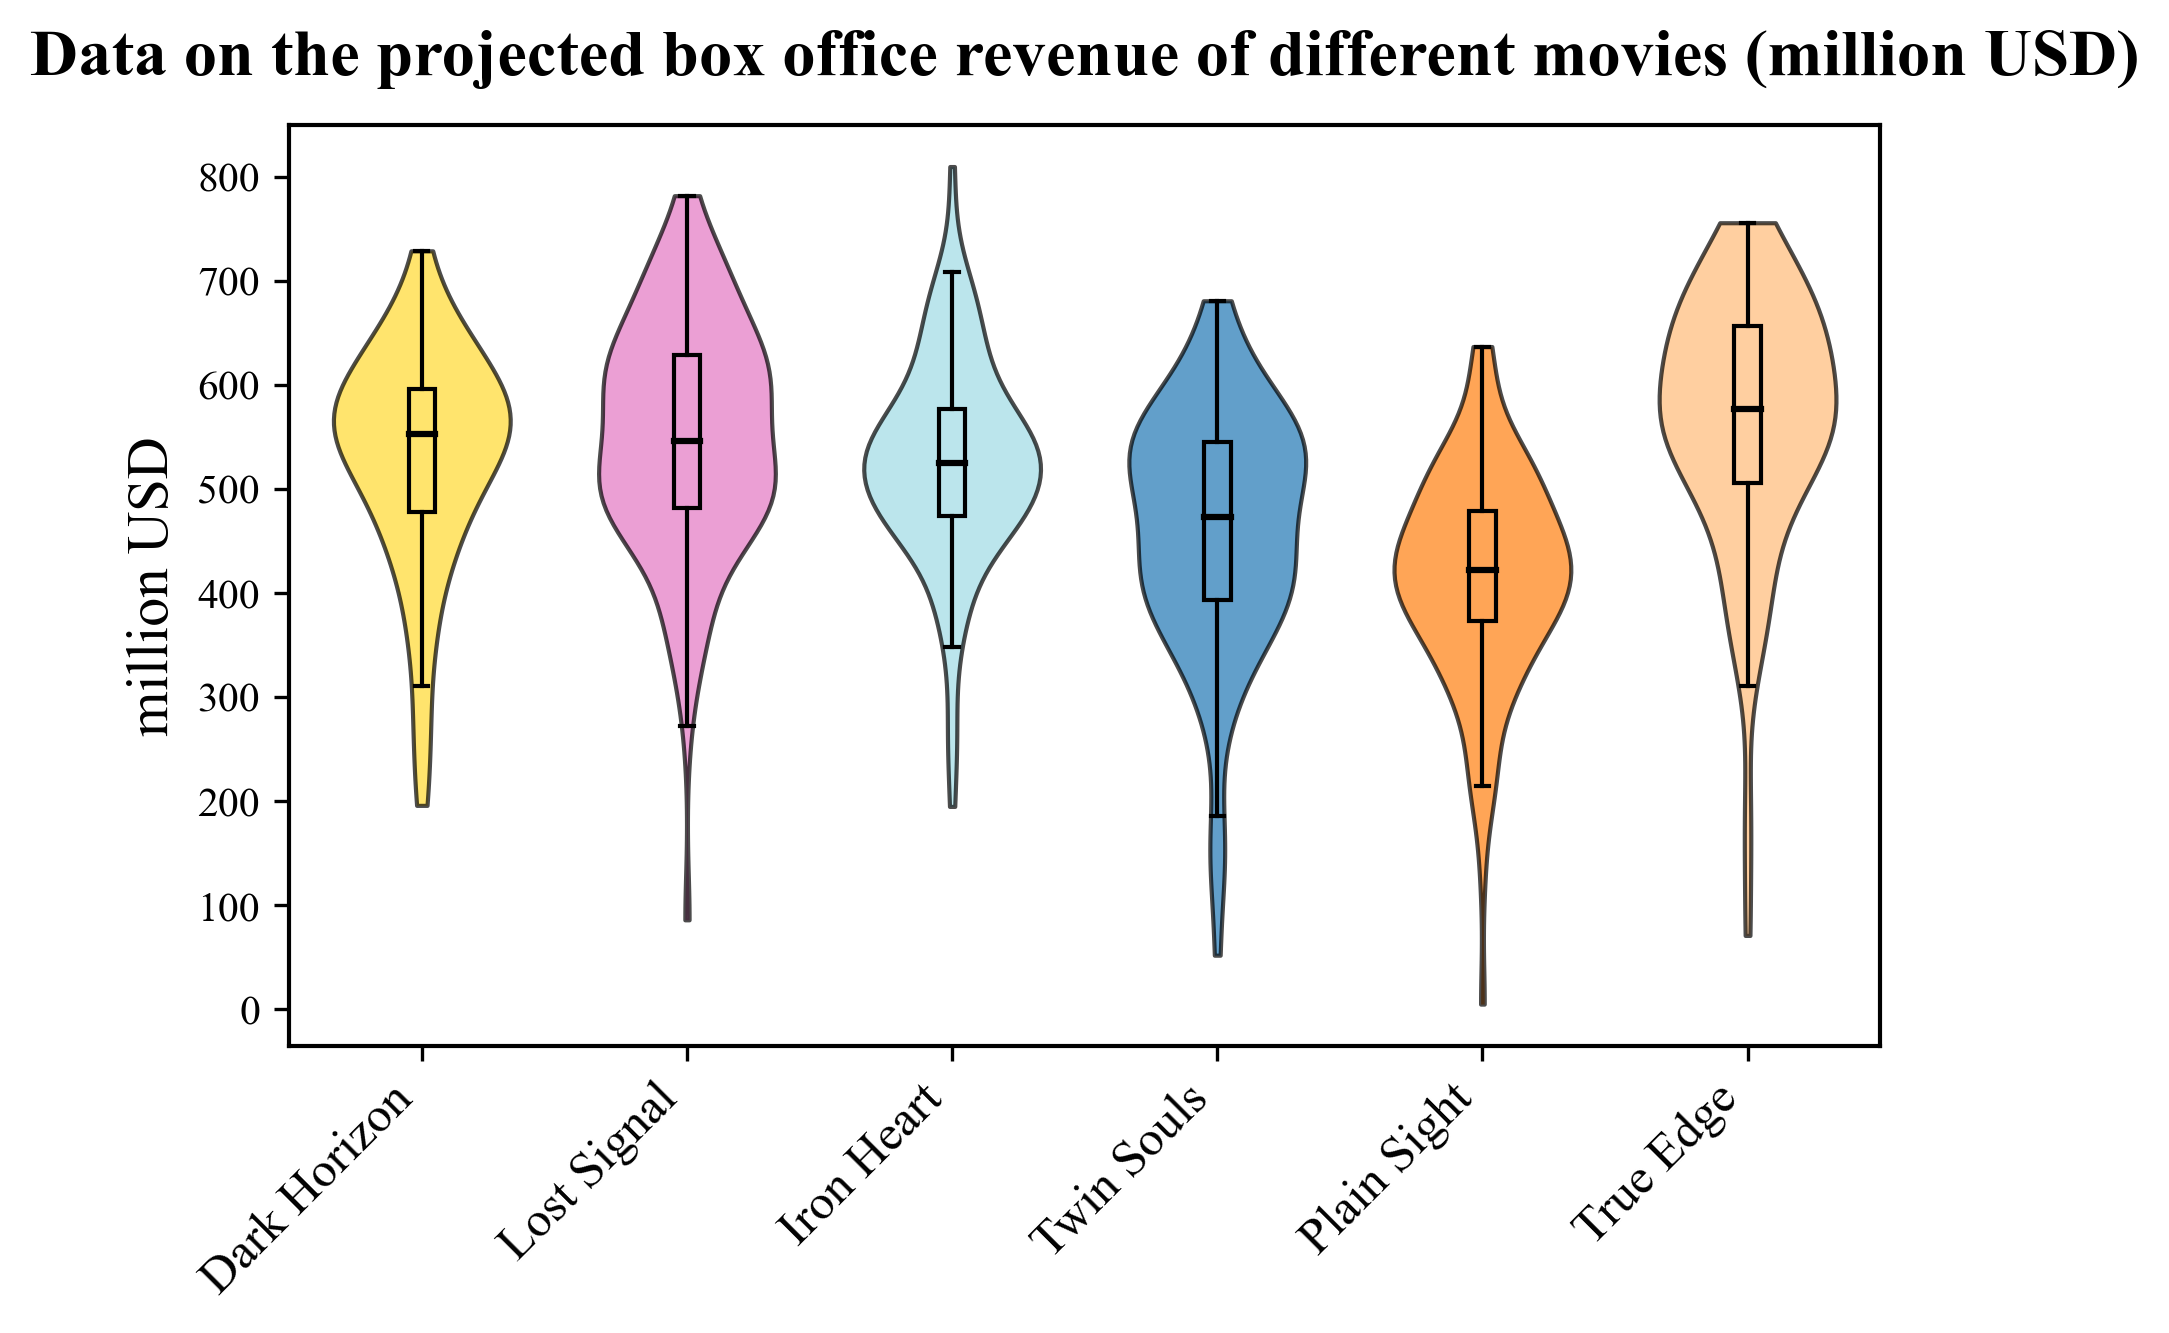 Data on the projected box office revenue of different movies (million USD)
million USD
800
700
600
500
400
300
200
100
0
Dark Horizon
Lost Signal
Iron Heart
Twin Souls
Plain Sight
True Edge